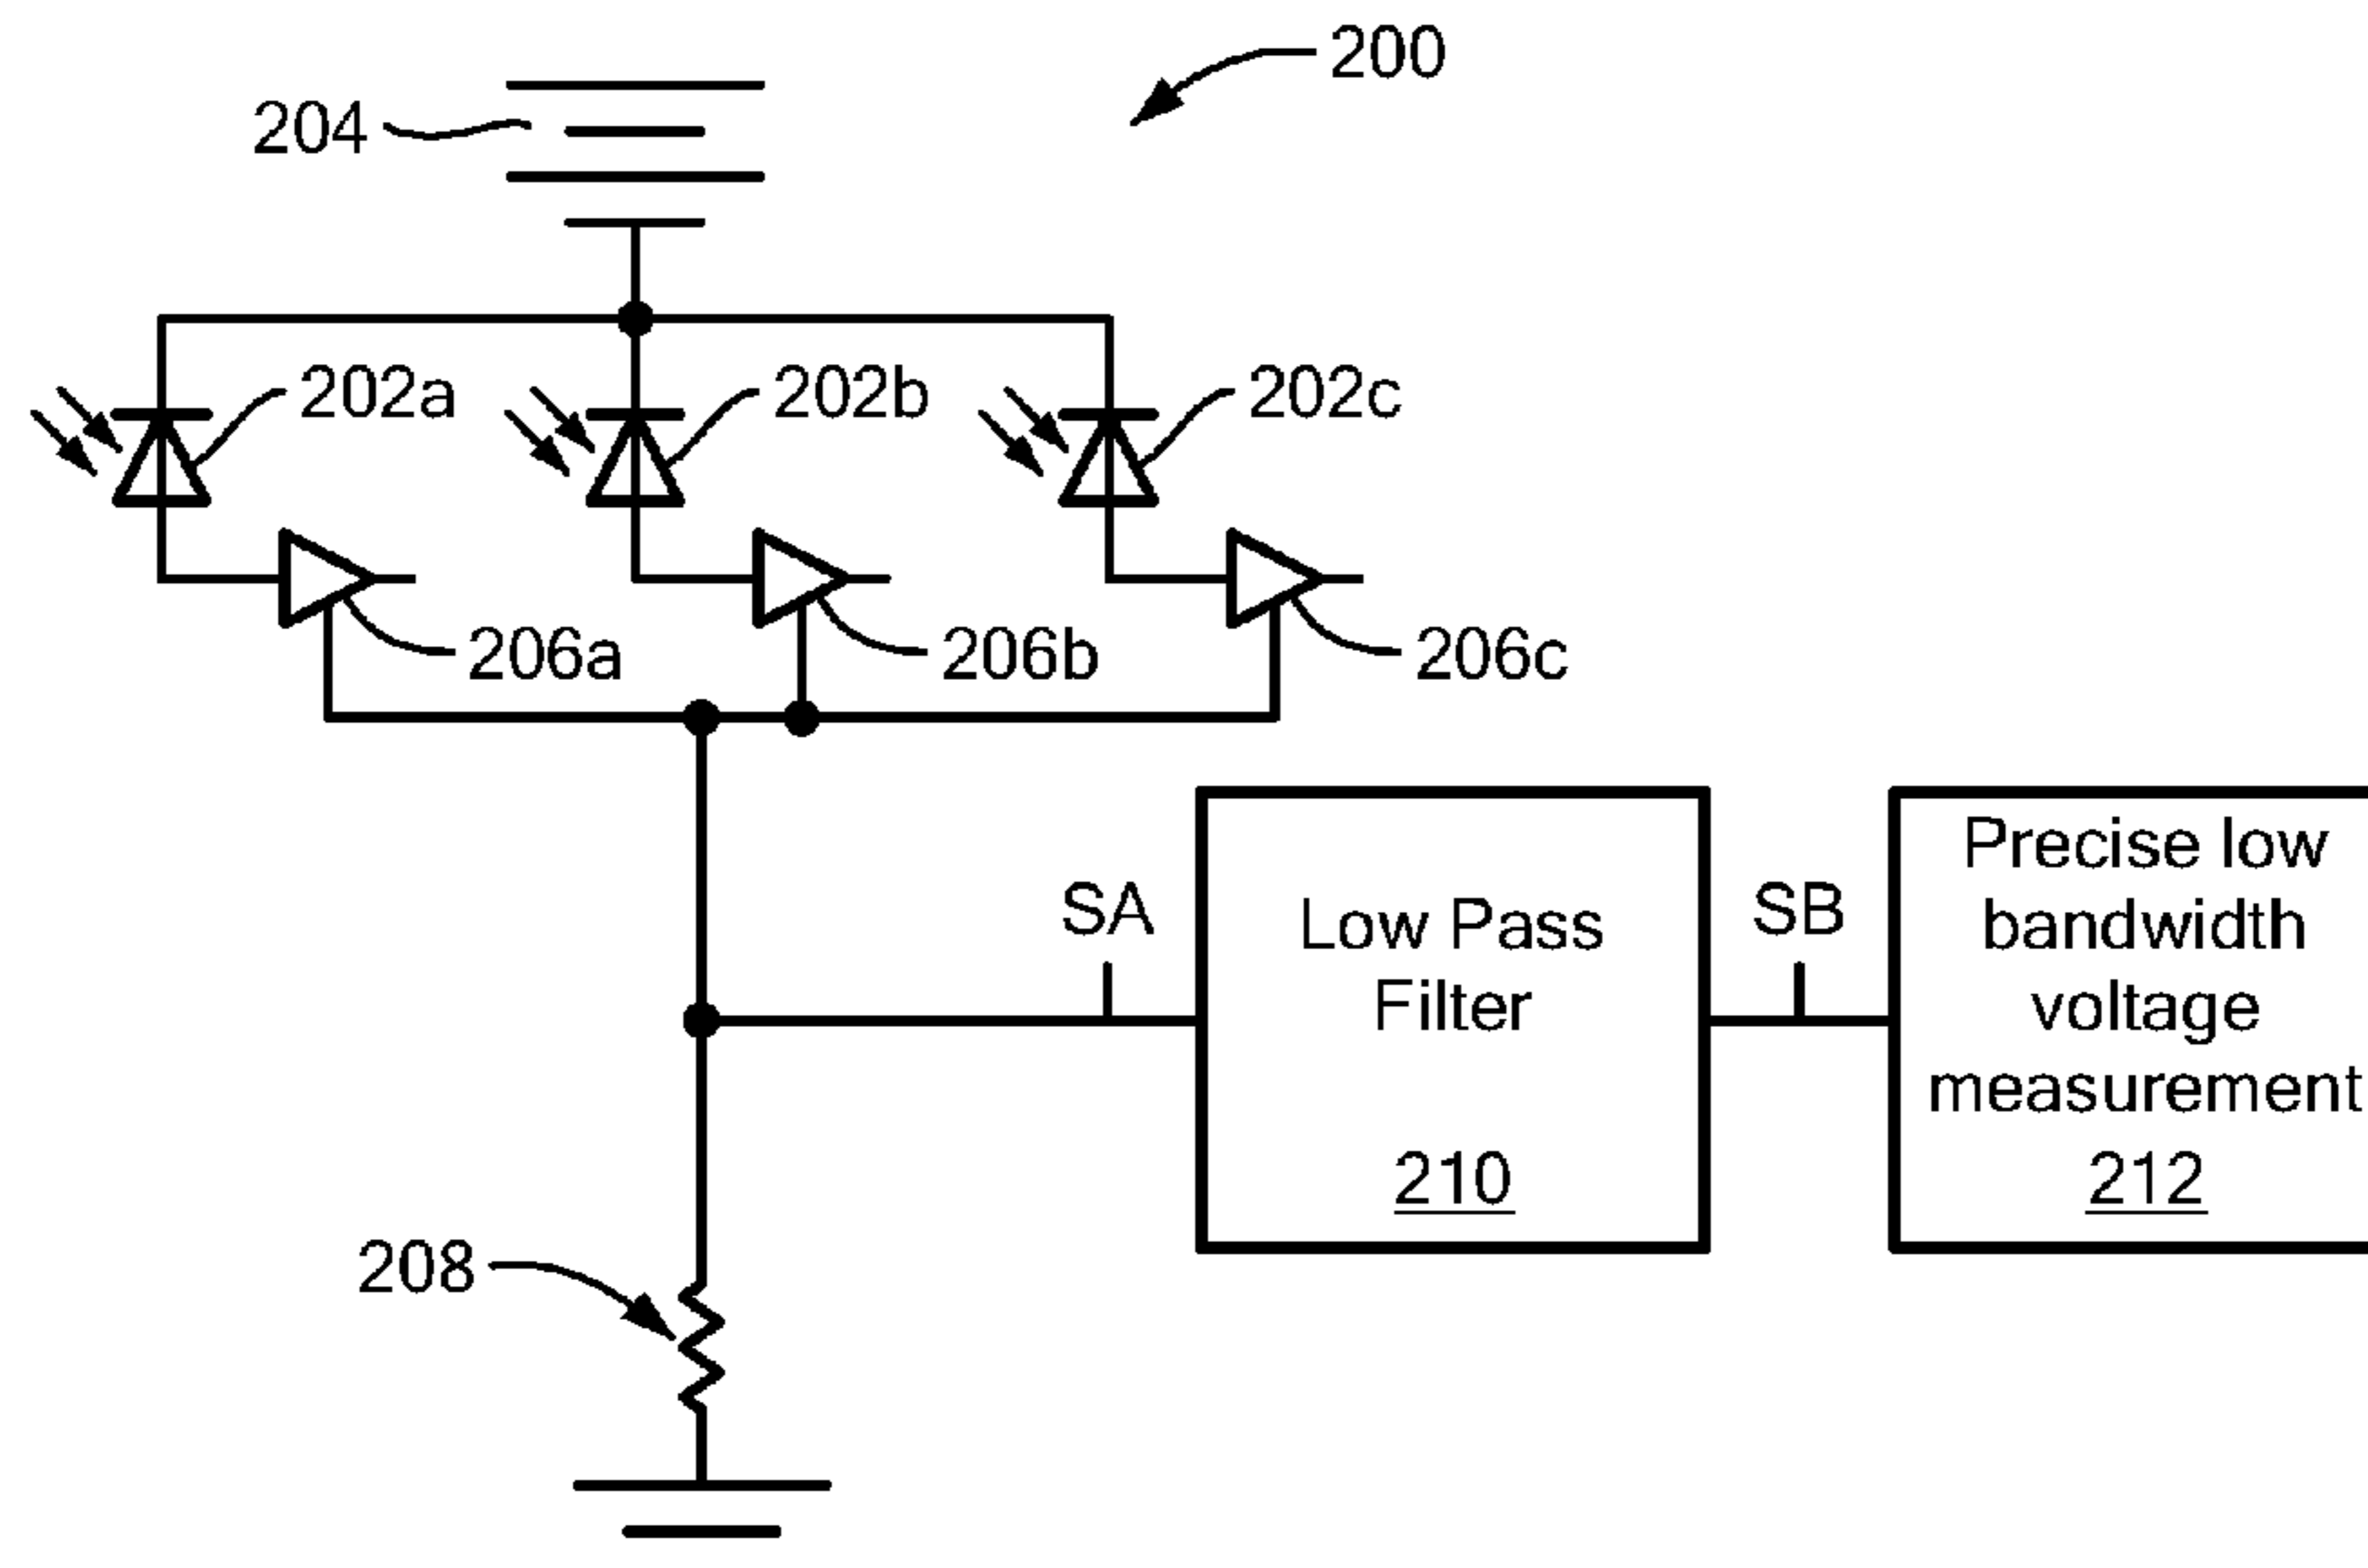 200
204
202a
202b
202c
206a
206b
206c
SA
Low Pass
Filter
210
SB
Precise low
bandwidth
voltage
measurement
212
208